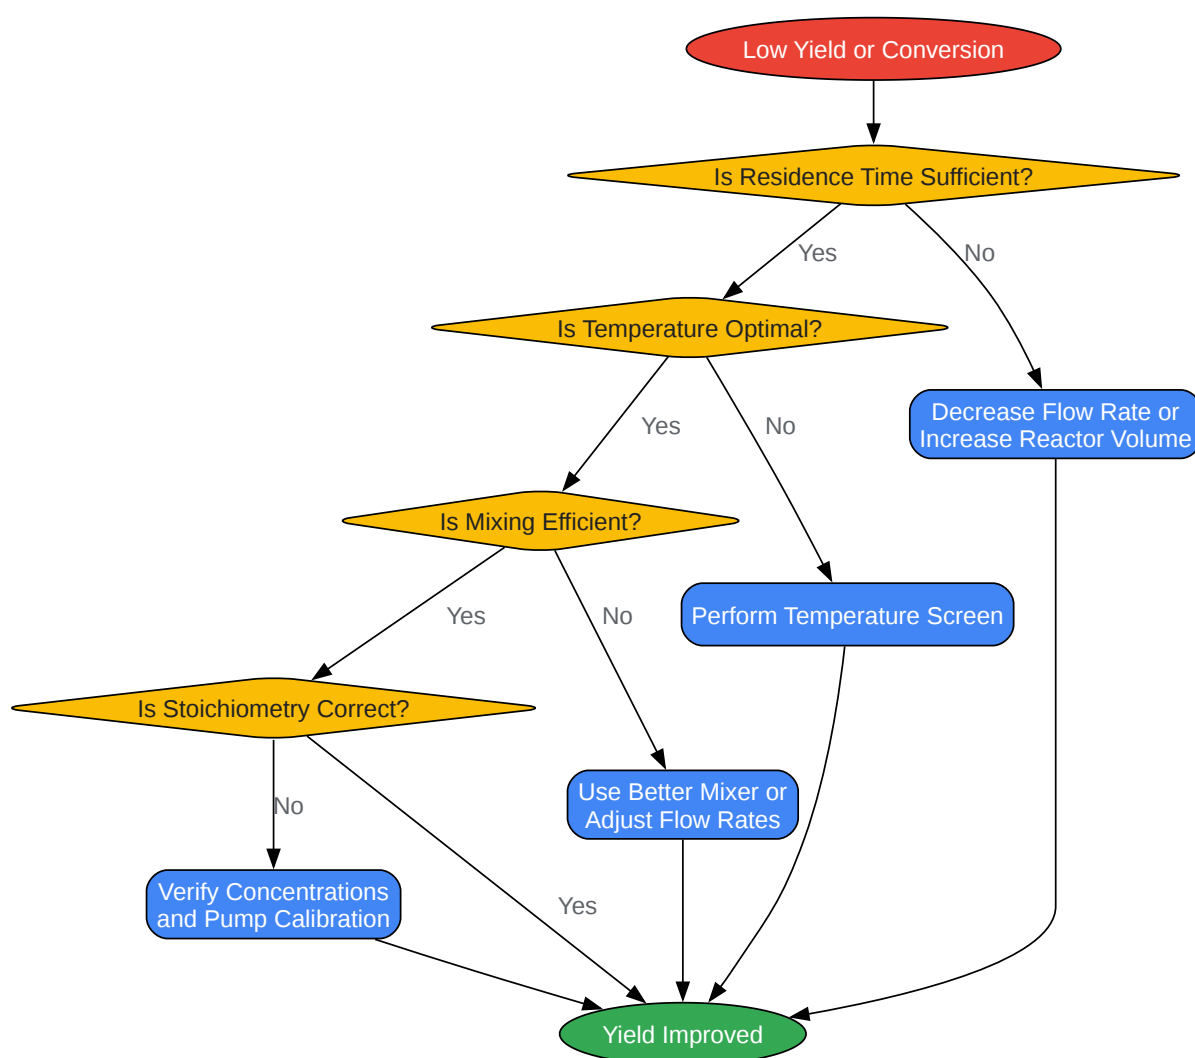 Low Yield or Conversion
Is Residence Time Sufficient?
Yes
No
Is Temperature Optimal?
Yes
No
Decrease Flow Rate or
Increase Reactor Volume
Is Mixing Efficient?
Yes
No
Perform Temperature Screen
Is Stoichiometry Correct?
No
Yes
Use Better Mixer or
Adjust Flow Rates
Verify Concentrations
and Pump Calibration
Yield Improved